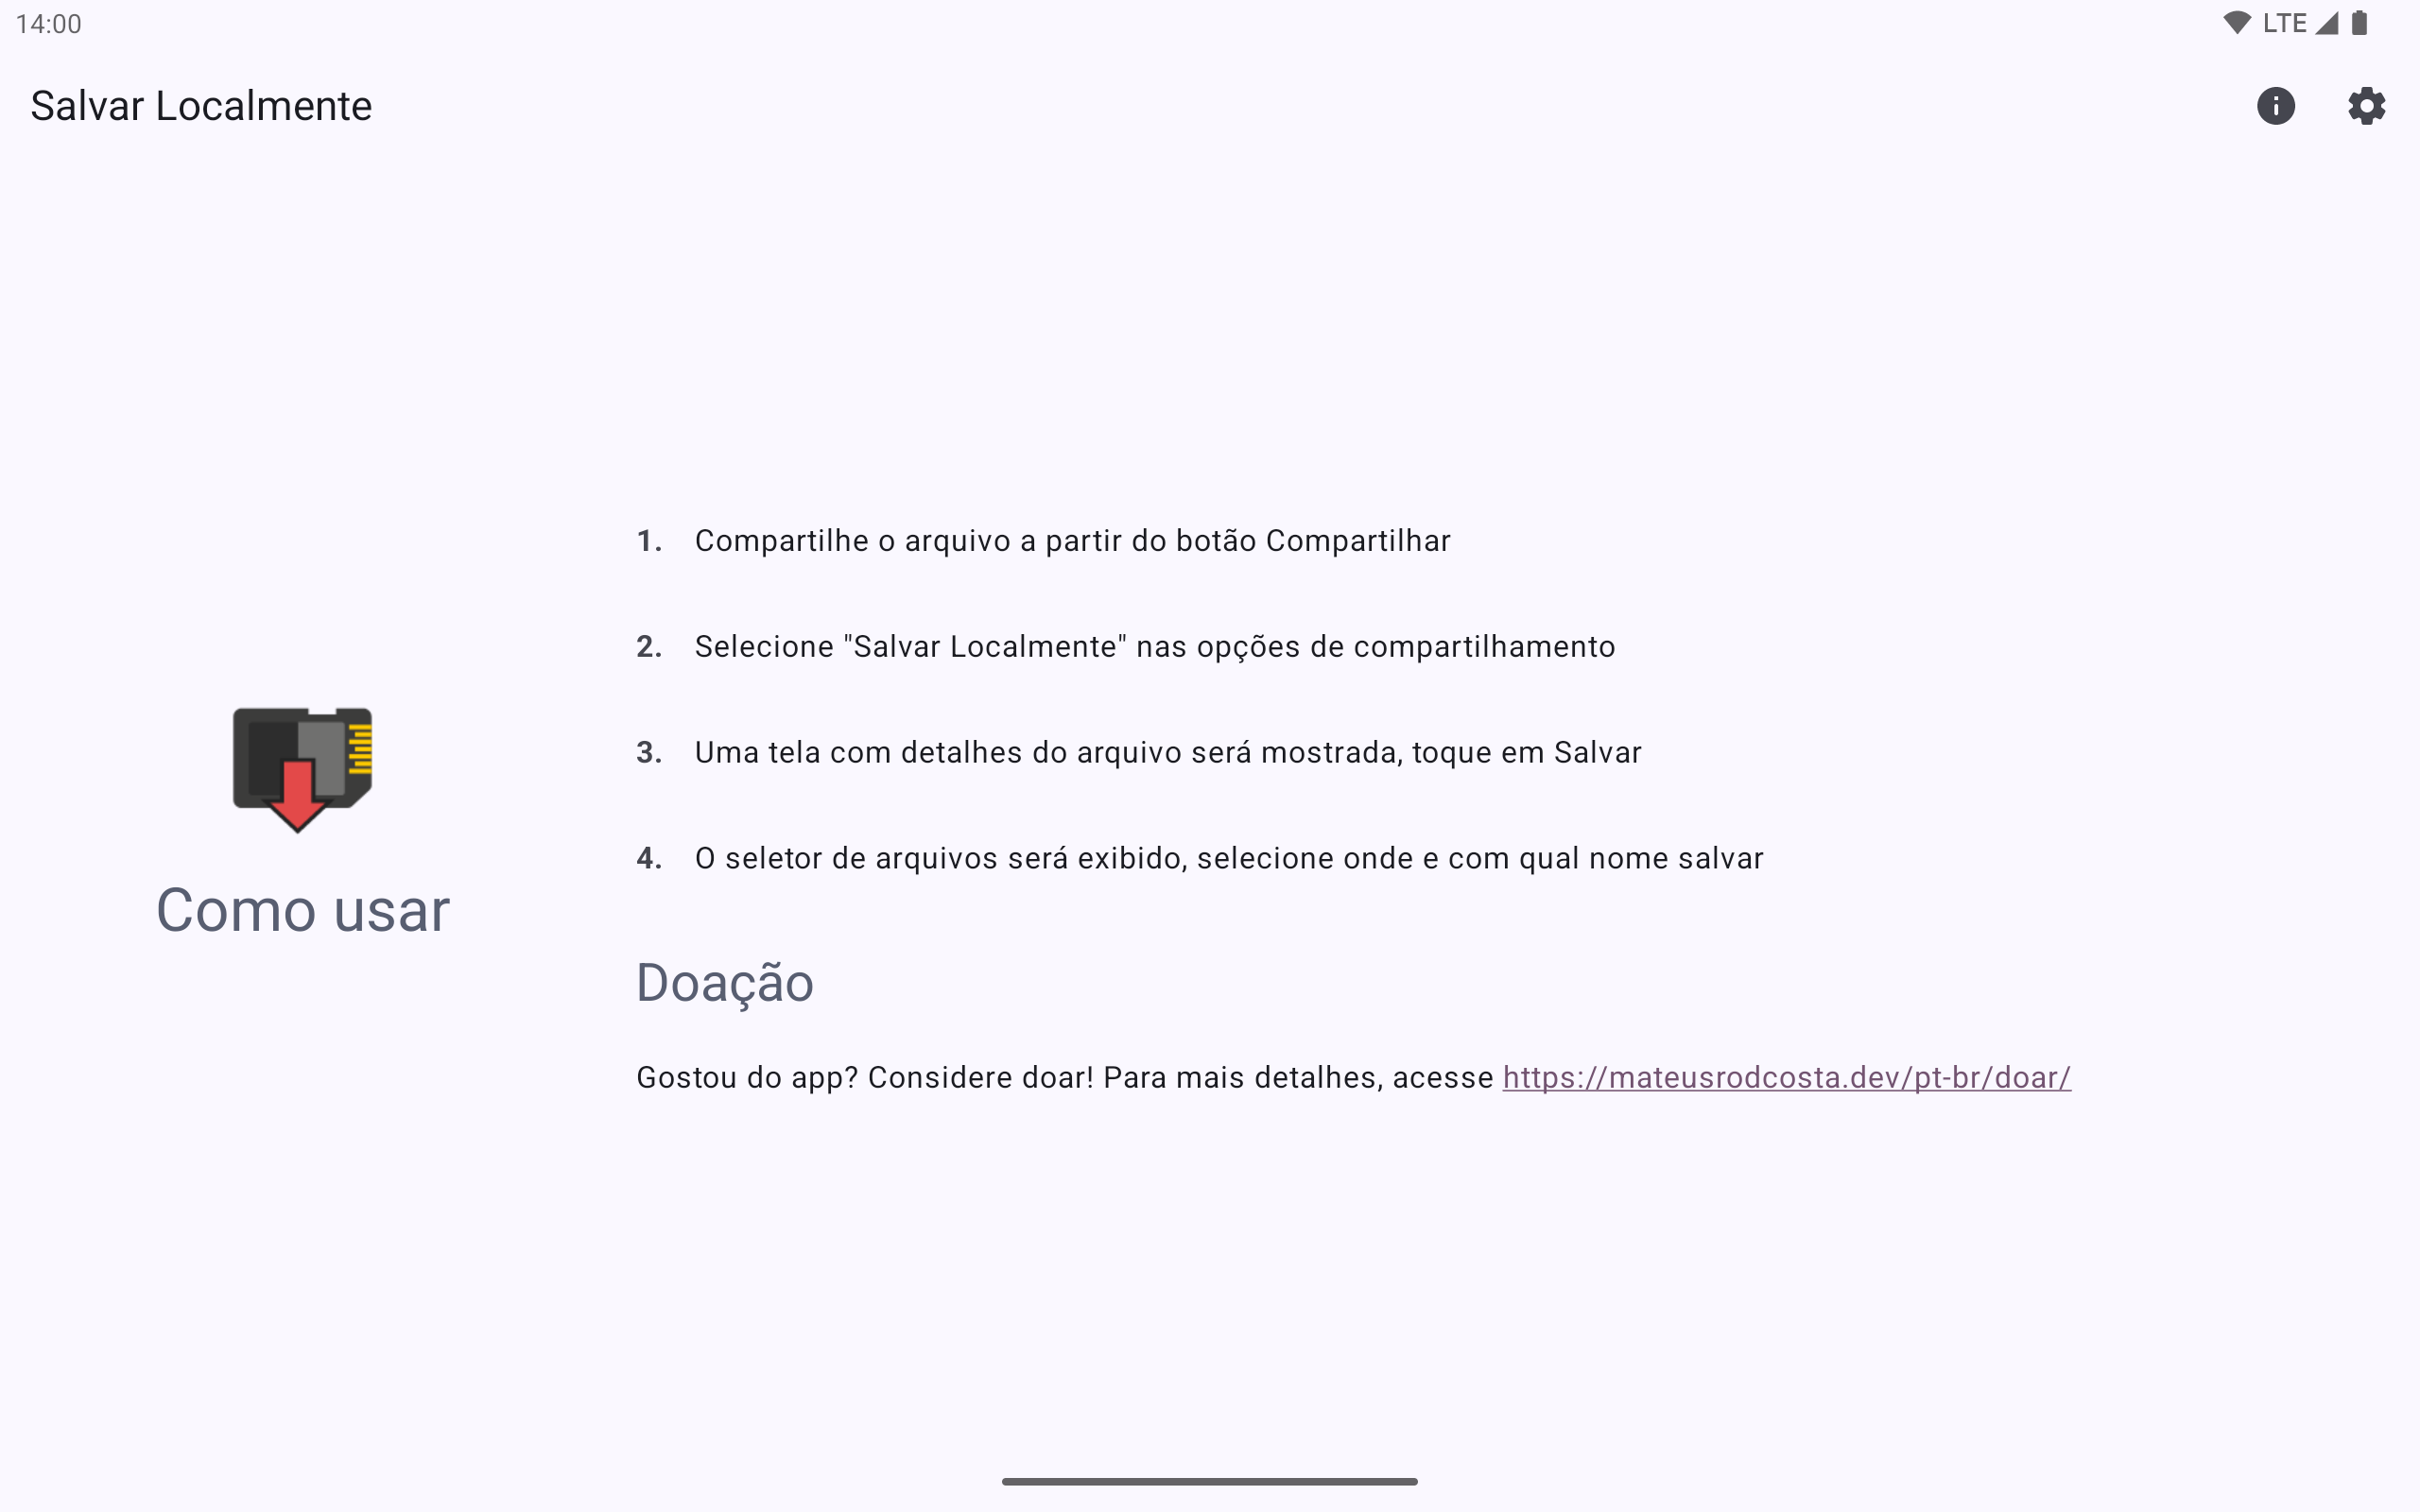 14:00
LTE
Salvar Localmente
1. Compartilhe o arquivo a partir do botão Compartilhar
2. Selecione "Salvar Localmente" nas opções de compartilhamento
3. Uma tela com detalhes do arquivo será mostrada, toque em Salvar
4. O seletor de arquivos será exibido, selecione onde e com qual nome salvar
Como usar
Doação
Gostou do app? Considere doar! Para mais detalhes, acesse https://mateusrodcosta.dev/pt-br/doar/